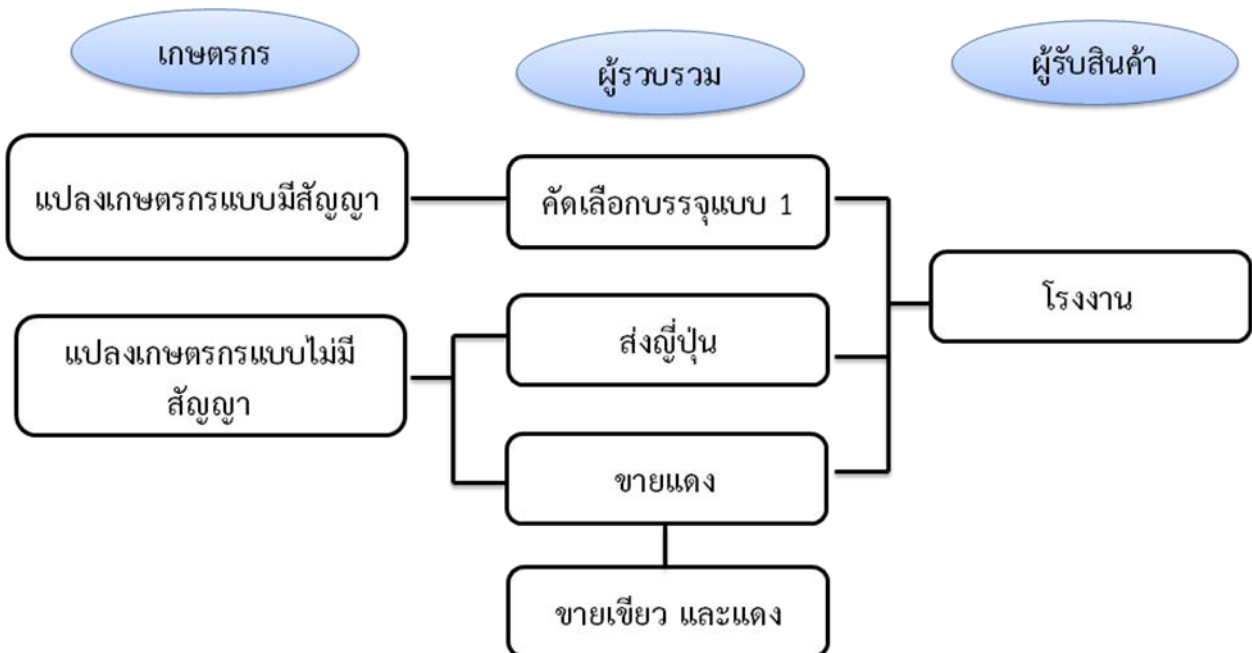 เกษตรกร
ผู้รวบรวม
ผู้รับสินค้า
แปลงเกษตรกรแบบมีสัญญา
คัดเลือกบรรจุแบบ 1
โรงงาน
แปลงเกษตรกรแบบไม่มี
สัญญา
ส่งญี่ปุ่น
ขายแดง
ขายเขียว และแดง